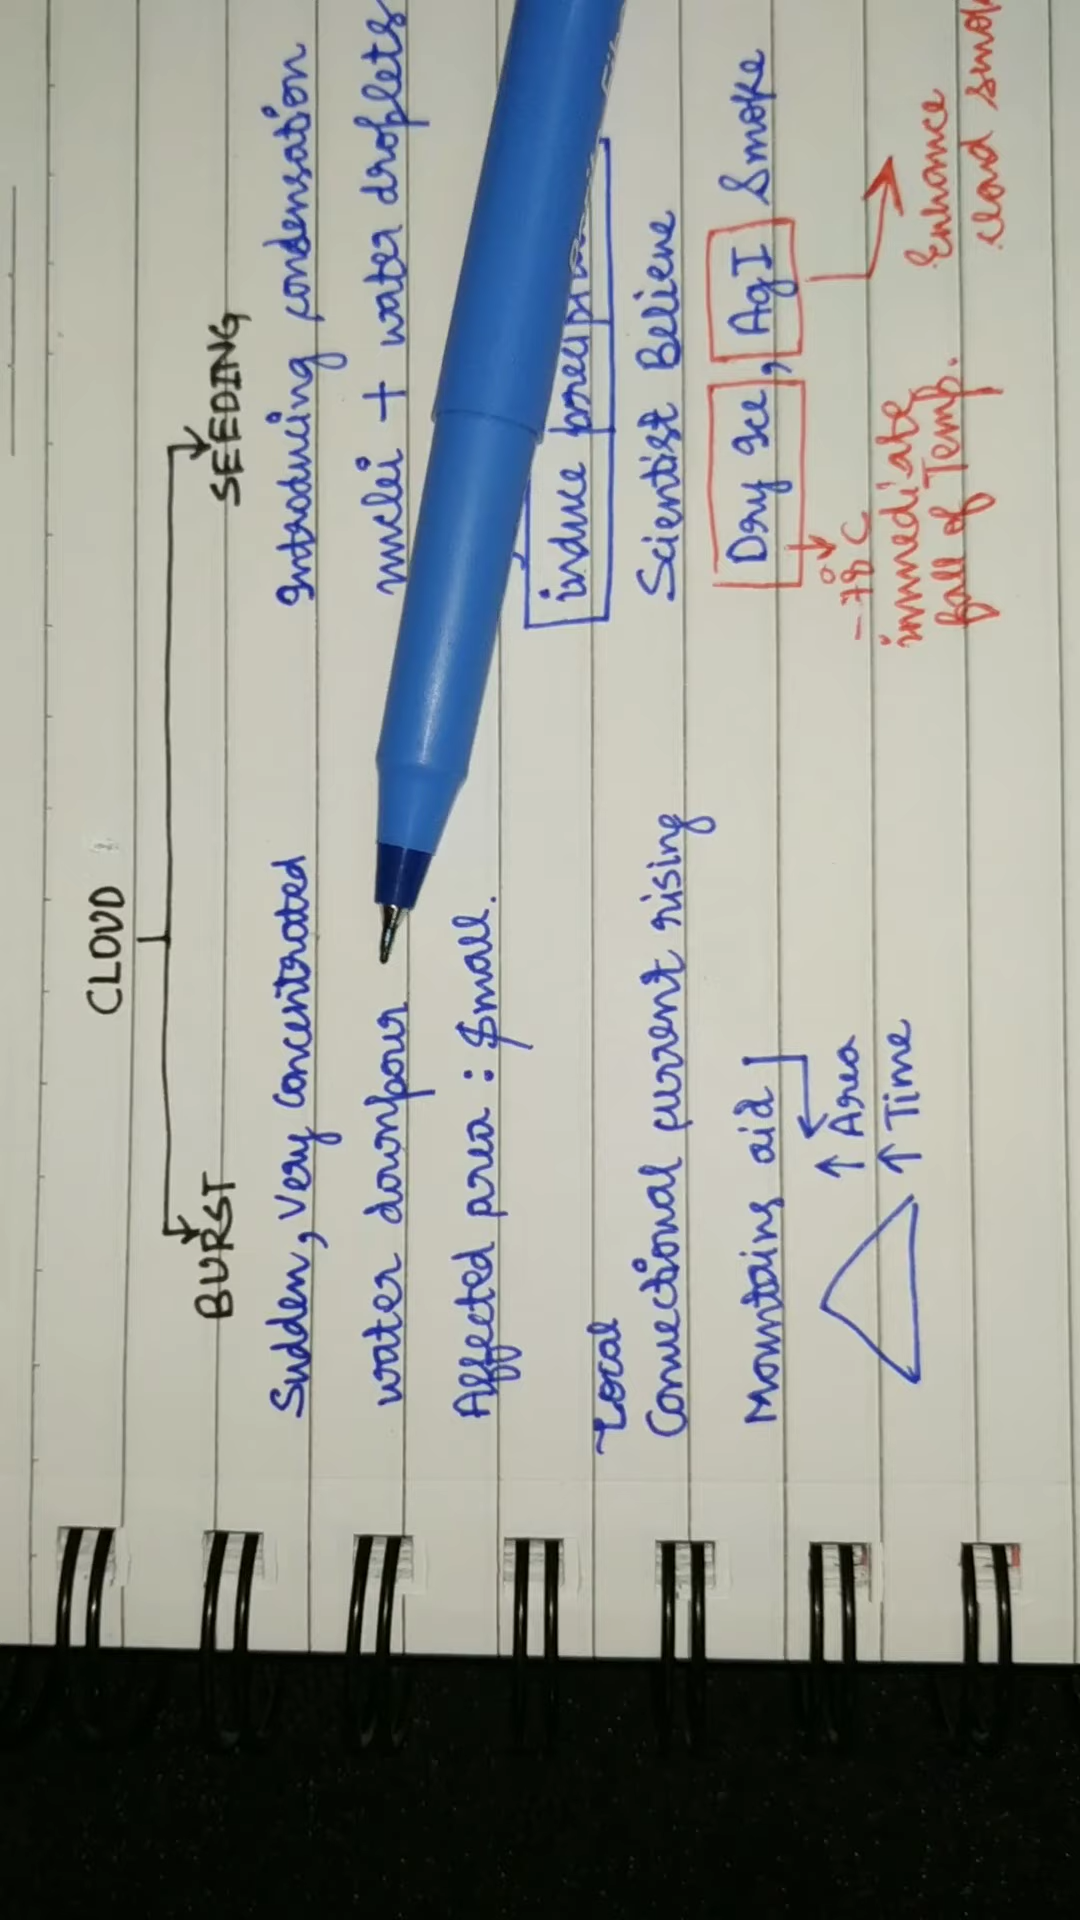 CLOUD
BURST
Sudden, very concentrated
water downpour
Affected area : Small.
Local
Convectional current rising
Mountains aid
↑ Area
↑ Time
SEEDING
Introducing condensation
nuclei + water droplets
induce
Scientist Believe
Dry Ice, AgI Smoke
-78°C
immediate
fall of Temp.
Enhance
cloud